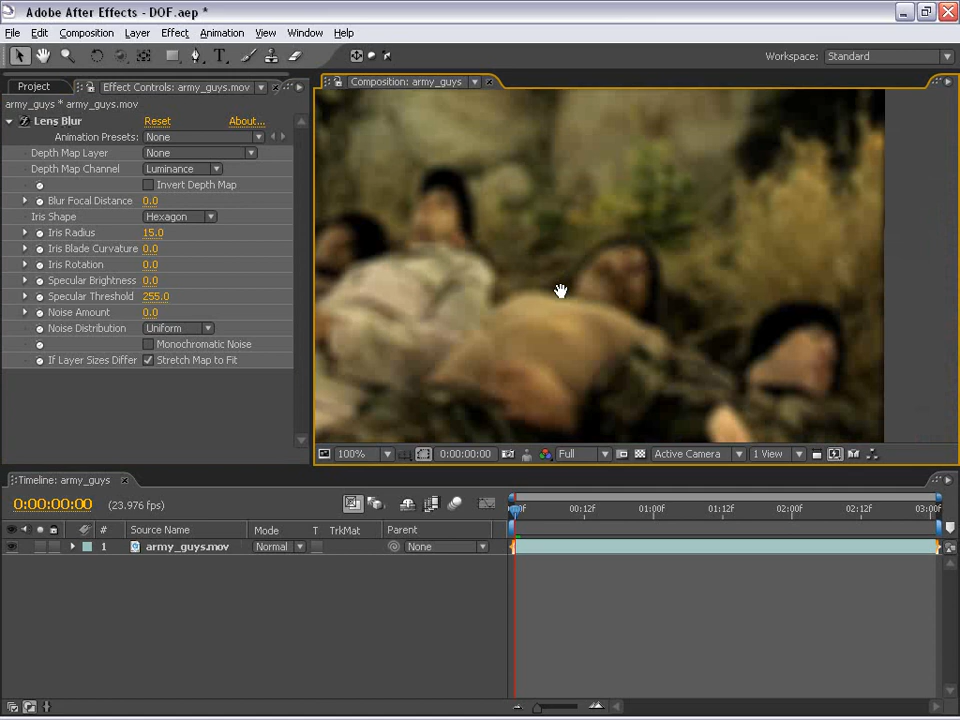 Adobe After Effects - DOF.aep *
File Edit Composition Layer Effect Animation View Window Help
Workspace: Standard
Project Effect Controls: army_guys.mov
Composition: army_guys
army_guys * army_guys.mov
Lens Blur Reset About...
Animation Presets: None
Depth Map Layer None
Depth Map Channel Luminance
Invert Depth Map
Blur Focal Distance 0.0
Iris Shape Hexagon
Iris Radius 15.0
Iris Blade Curvature 0.0
Iris Rotation 0.0
Specular Brightness 0.0
Specular Threshold 255.0
Noise Amount 0.0
Noise Distribution Uniform
Monochromatic Noise
If Layer Sizes Differ Stretch Map to Fit
100% 0:00:00:00 Full Active Camera 1 View
Timeline: army_guys
0:00:00:00 (23.976 fps)
00:12F 01:00F 01:12F 02:00F 02:12F 03:00F
# Source Name Mode T TrkMat Parent
1 army_guys.mov Normal None